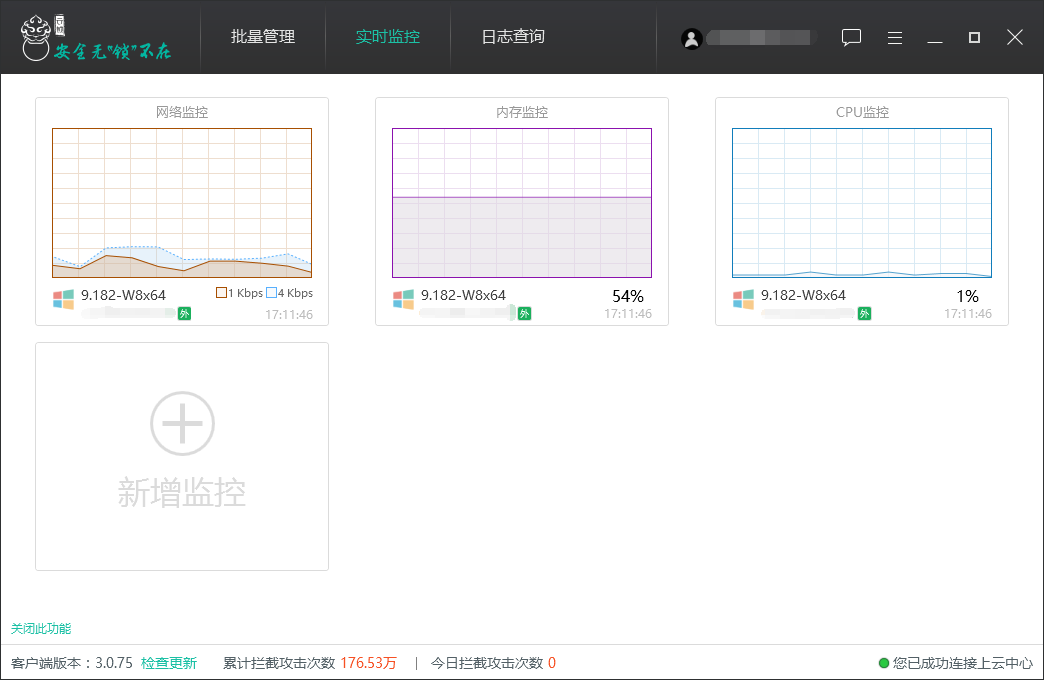 安全无"锁"不在
批量管理
实时监控
日志查询
网络监控
9.182-W8x64
1 Kbps 4 Kbps
外
17:11:46
内存监控
9.182-W8x64
54%
外
17:11:46
CPU监控
9.182-W8x64
1%
外
17:11:46
新增监控
关闭此功能
客户端版本：3.0.75 检查更新 累计拦截攻击次数 176.53万 | 今日拦截攻击次数 0
您已成功连接上云中心